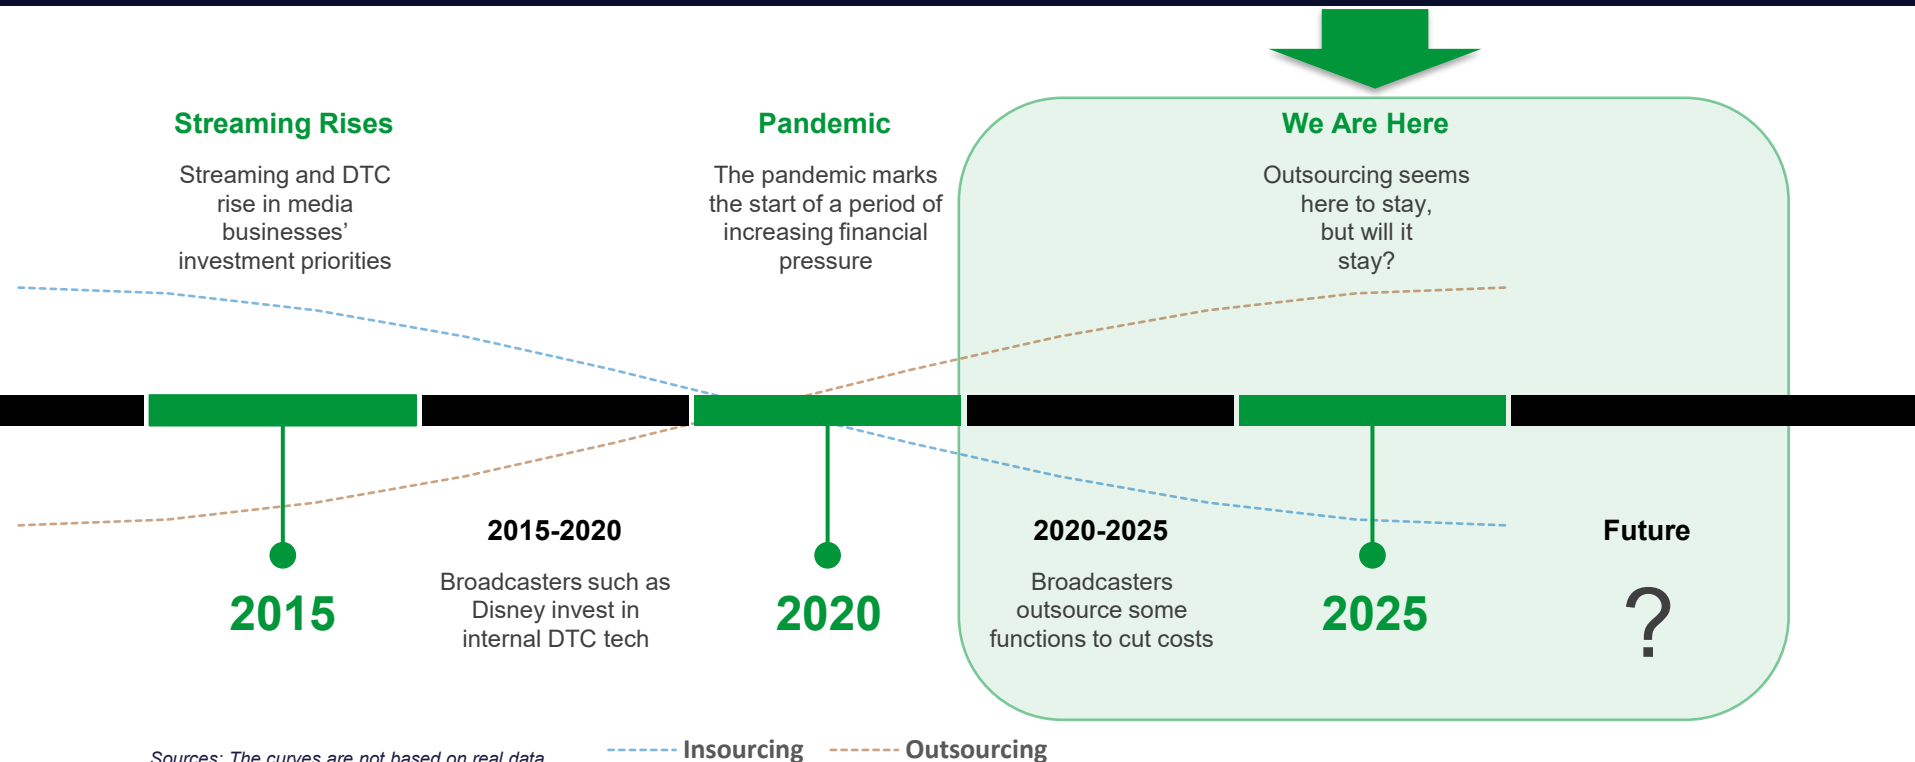 Streaming Rises
Streaming and DTC
rise in media
businesses’
investment priorities
Pandemic
The pandemic marks
the start of a period of
increasing financial
pressure
We Are Here
Outsourcing seems
here to stay,
but will it
stay?
2015
2015-2020
Broadcasters such as
Disney invest in
internal DTC tech
2020
2020-2025
Broadcasters
outsource some
functions to cut costs
2025
Future
?
Sources: The curves are not based on real data
Insourcing
Outsourcing